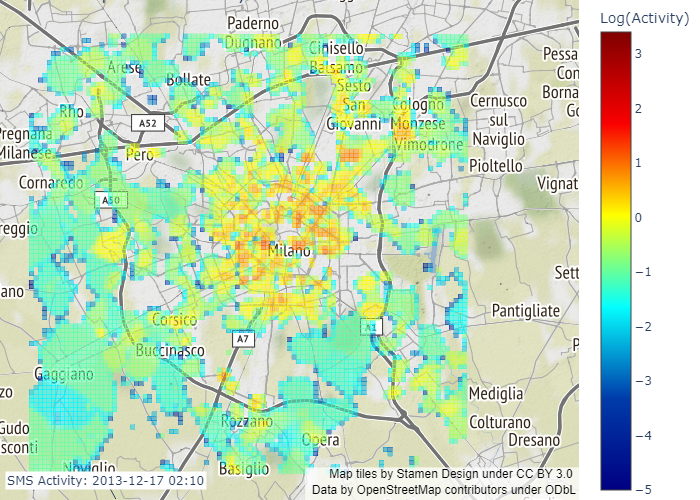 Log(Activity)
3
2
1
0
−1
−2
−3
−4
−5
Paderno
Dugnano
Cinisello
Balsamo
Arese
Bollate
Sesto
San
Giovanni
Rho
A52
Cologno
Monzese
Vimodrone
Cernusco
sul
Naviglio
Pessa
Con
Borna
Go
Pregnana
Milanese
Pero
Pioltello
Cornaredo
A50
Vignat
reggio
Milano
Sett
ano
Pantigliate
Corsico
A7
A1
Buccinasco
P
Gaggiano
zo
Mediglia
Gudo
sconti
Rozzano
Opera
Colturano
Dresano
Noviglio
Basiglio
SMS Activity: 2013-12-17 02:10
Map tiles by Stamen Design under CC BY 3.0
Data by OpenStreetMap contributors under ODbL